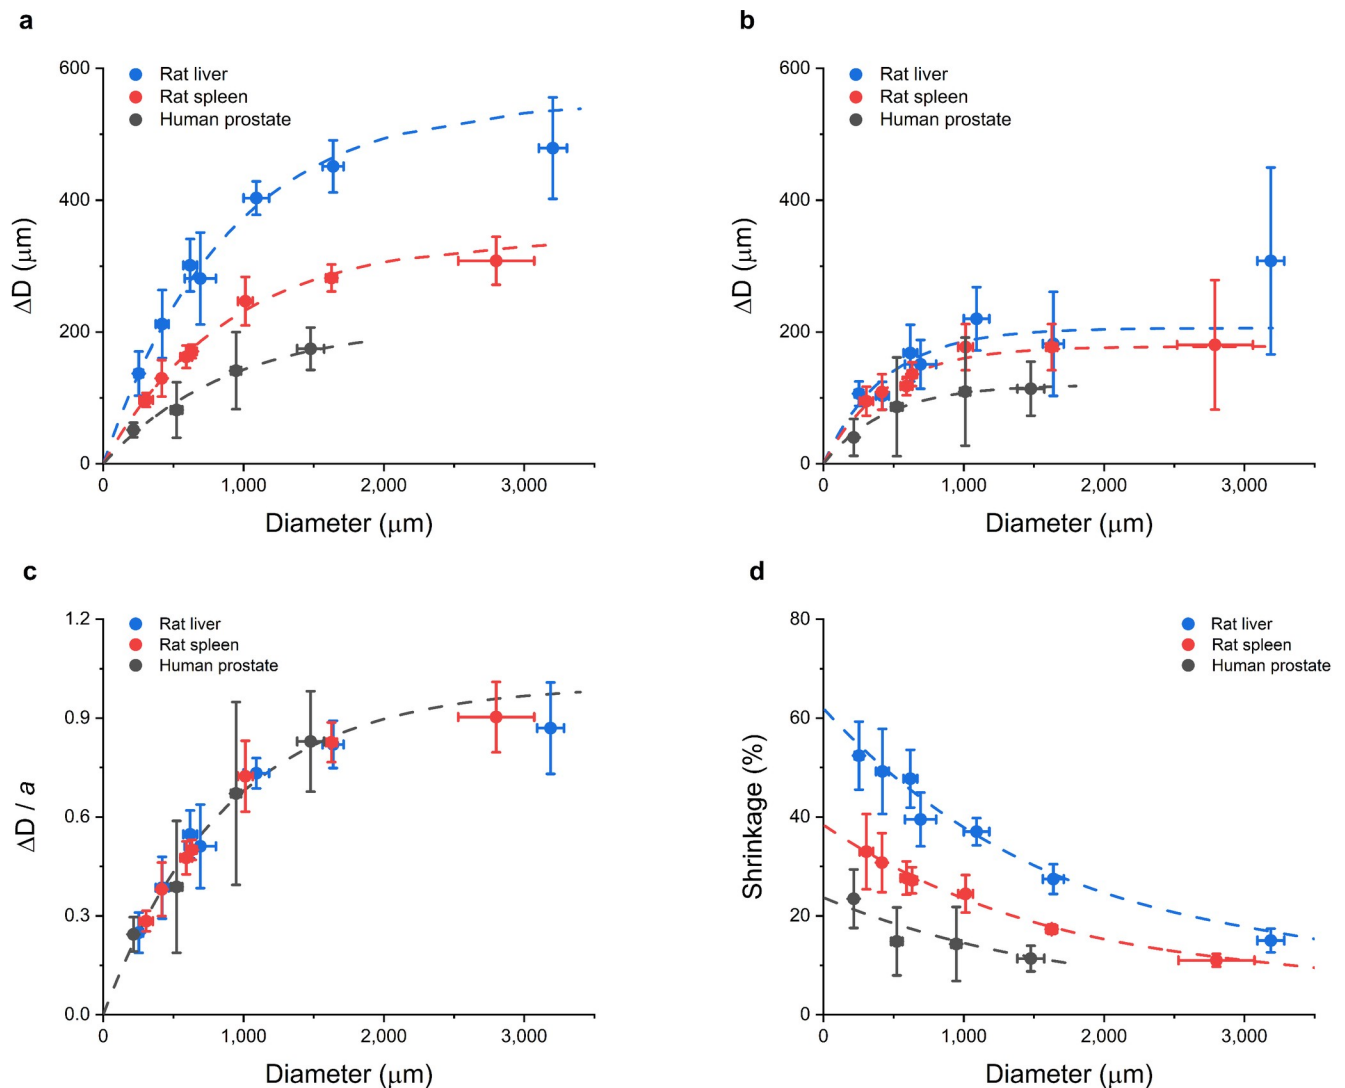 a
600
400
200
0
ΔD (μm)
Rat liver
Rat spleen
Human prostate
0 1,000 2,000 3,000
Diameter (μm)
b
600
400
200
0
ΔD (μm)
Rat liver
Rat spleen
Human prostate
0 1,000 2,000 3,000
Diameter (μm)
c
1.2
0.9
0.6
0.3
0.0
ΔD / a
Rat liver
Rat spleen
Human prostate
0 1,000 2,000 3,000
Diameter (μm)
d
80
60
40
20
0
Shrinkage (%)
Rat liver
Rat spleen
Human prostate
0 1,000 2,000 3,000
Diameter (μm)